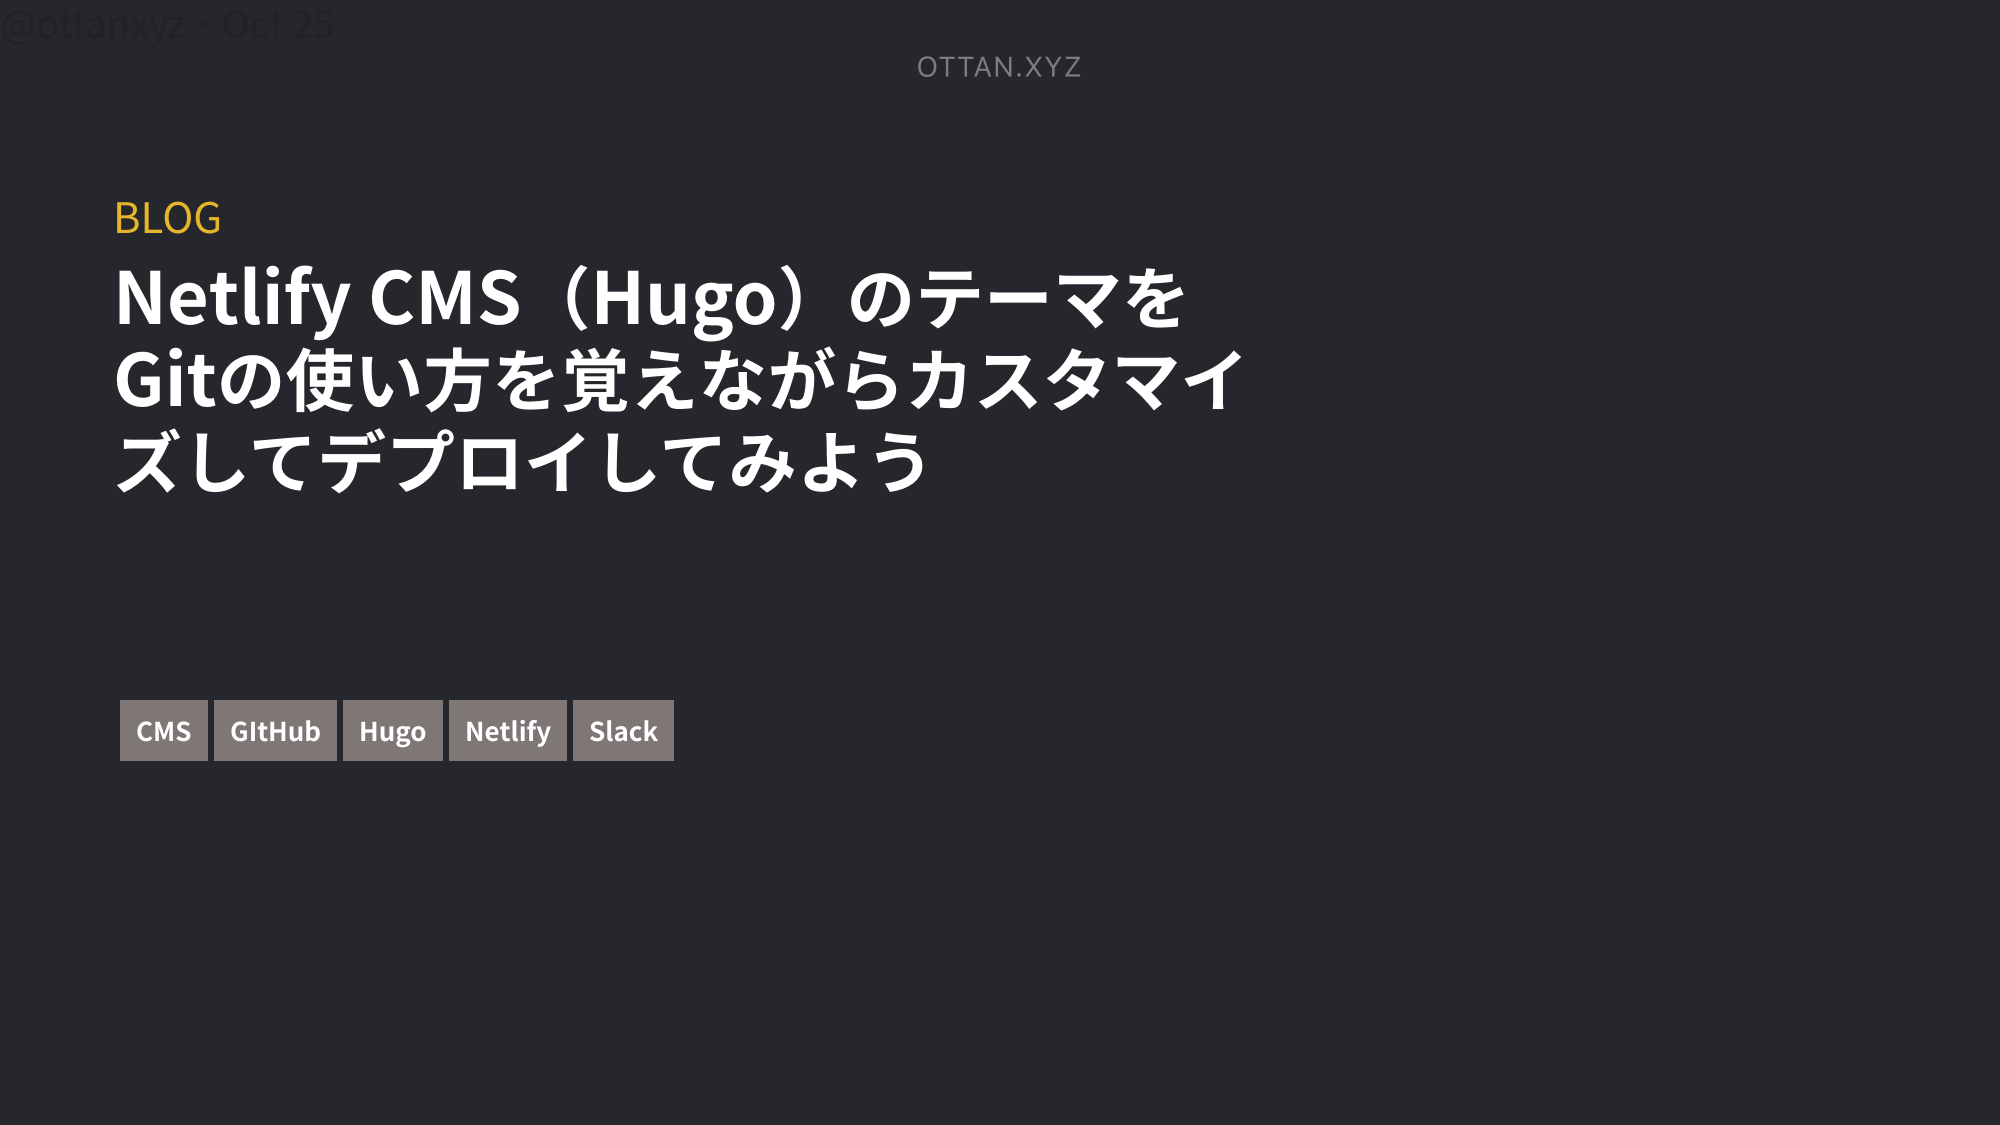 @ottanxyz・Oct 25
OTTAN.XYZ
BLOG
Netlify CMS（Hugo）のテーマを
Gitの使い方を覚えながらカスタマイ
ズしてデプロイしてみよう
CMS GItHub Hugo Netlify Slack